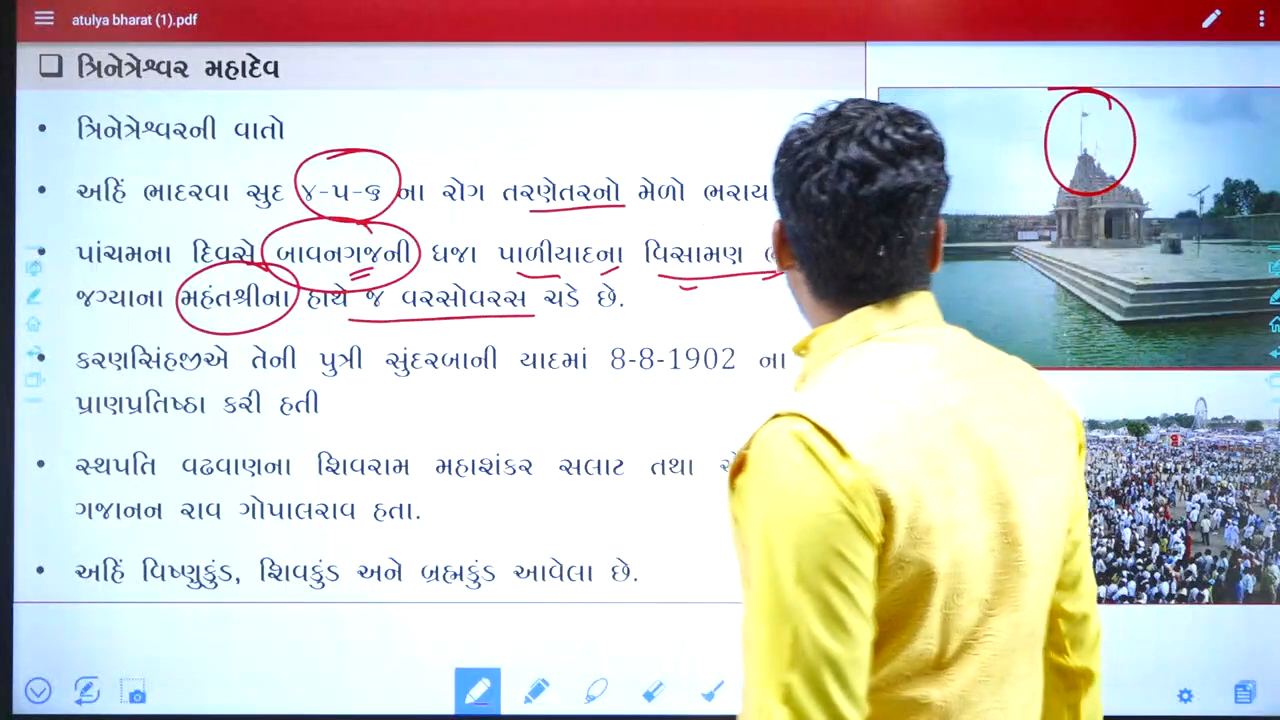 atulya bharat (1).pdf
ત્રિનેત્રેશ્વર મહાદેવ
ત્રિનેત્રેશ્વરની વાતો
અહિં ભાદરવા સુદ ૪-૫-૬ ના રોગ તરણેતરનો મેળો ભરાય
પાંચમના દિવસે બાવનગજની ધજા પાળીયાદના વિસામણ
જગ્યાના મહંતશ્રીના હાથે જ વરસોવરસ ચડે છે.
કરણસિંહજીએ તેની પુત્રી સુંદરબાની યાદમાં 8-8-1902 ના
પ્રાણપ્રતિષ્ઠા કરી હતી
સ્થપતિ વઢવાણના શિવરામ મહાશંકર સલાટ તથા
ગજાનન રાવ ગોપાલરાવ હતા.
અહિં વિષ્ણુકુંડ, શિવકુંડ અને બ્રહ્મકુંડ આવેલા છે.